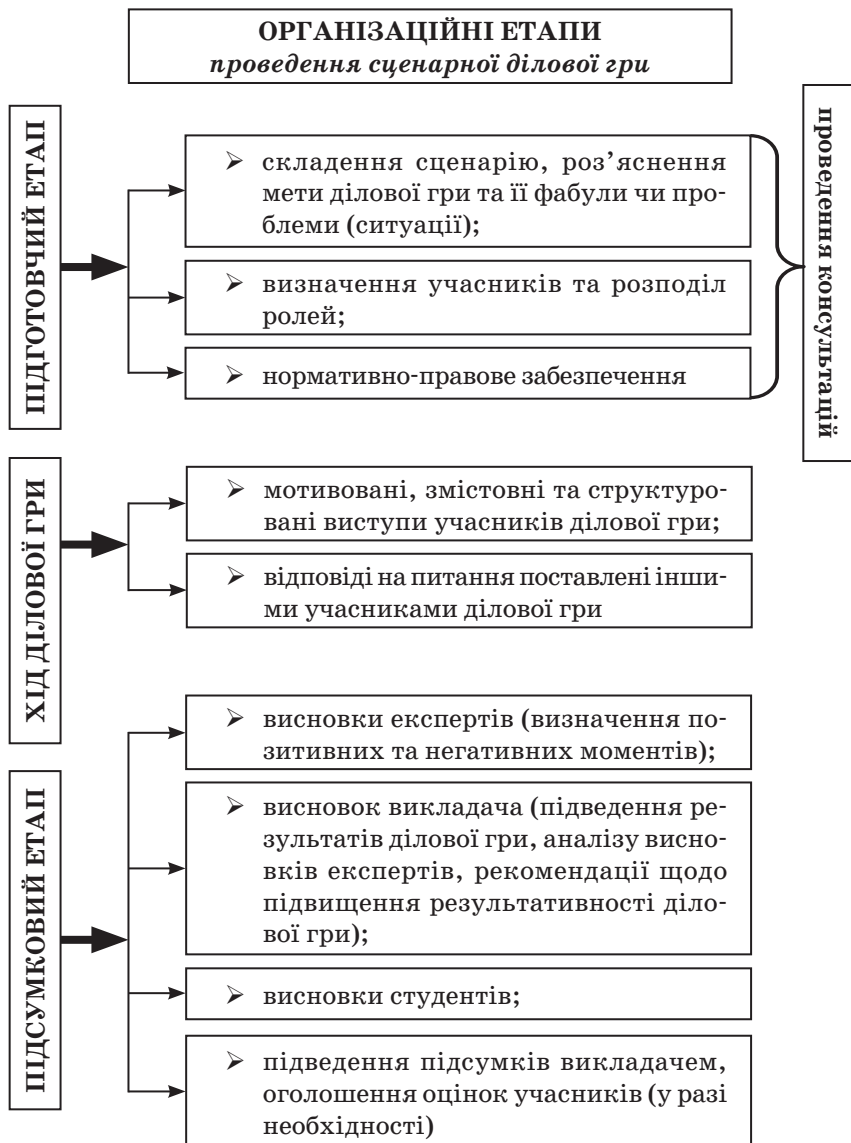 ОРГАНІЗАЦІЙНІ ЕТАПИ
проведення сценарної ділової гри
ПІДГОТОВЧИЙ ЕТАП
➢ складення сценарію, роз’яснення
мети ділової гри та її фабули чи про-
блеми (ситуації);
➢ визначення учасників та розподіл
ролей;
➢ нормативно-правове забезпечення
проведення консультацій
ХІД ДІЛОВОЇ ГРИ
➢ мотивовані, змістовні та структуро-
вані виступи учасників ділової гри;
➢ відповіді на питання поставлені інши-
ми учасниками ділової гри
ПІДСУМКОВИЙ ЕТАП
➢ висновки експертів (визначення по-
зитивних та негативних моментів);
➢ висновок викладача (підведення ре-
зультатів ділової гри, аналізу висно-
вків експертів, рекомендації щодо
підвищення результативності діло-
вої гри);
➢ висновки студентів;
➢ підведення підсумків викладачем,
оголошення оцінок учасників (у разі
необхідності)